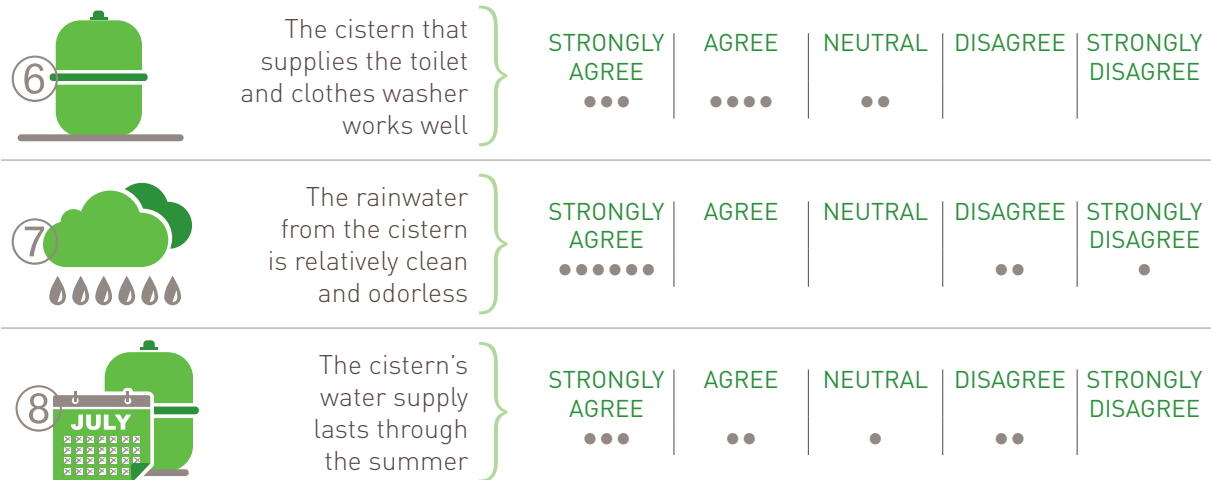 6
The cistern that
supplies the toilet
and clothes washer
works well
STRONGLY AGREE NEUTRAL DISAGREE STRONGLY
AGREE DISAGREE
7
The rainwater
from the cistern
is relatively clean
and odorless
STRONGLY AGREE NEUTRAL DISAGREE STRONGLY
AGREE DISAGREE
8
JULY
The cistern's
water supply
lasts through
the summer
STRONGLY AGREE NEUTRAL DISAGREE STRONGLY
AGREE DISAGREE